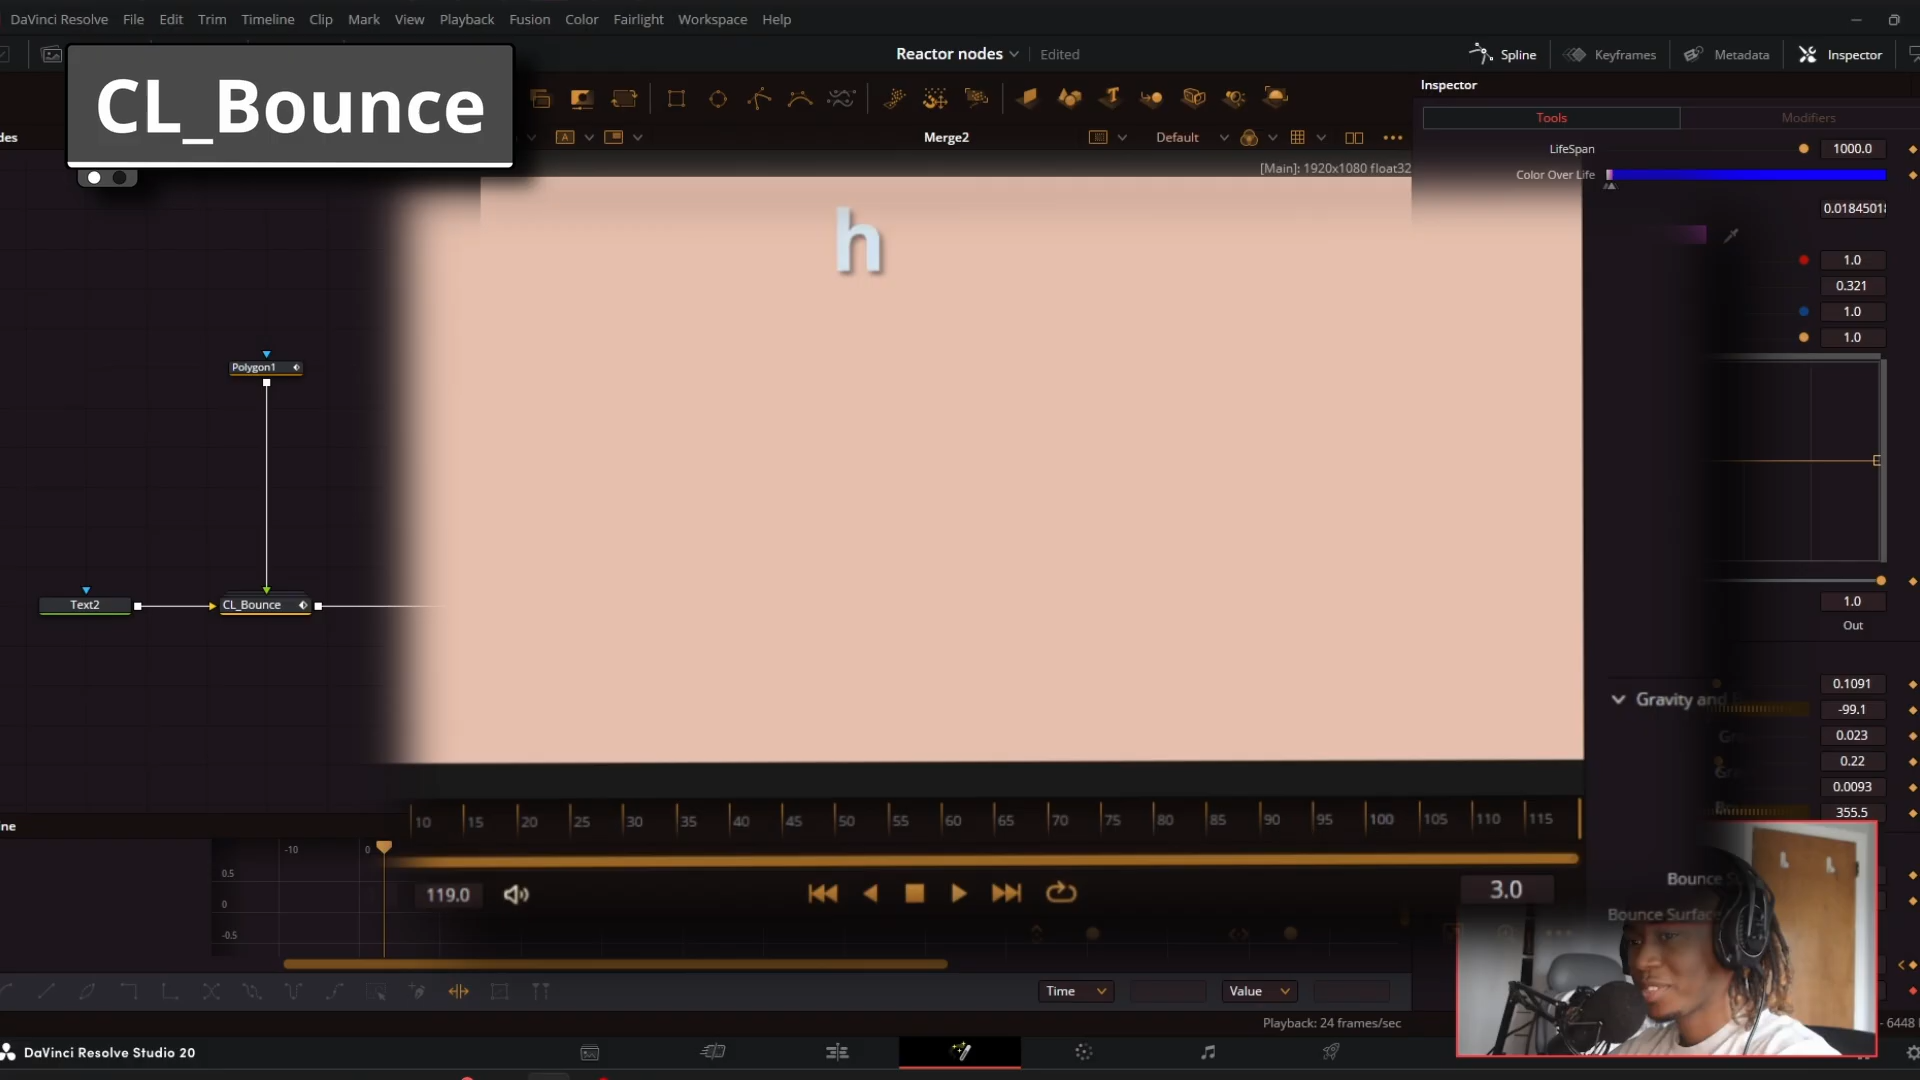 DaVinci Resolve File Edit Trim Timeline Clip Mark View Playback Fusion Color Fairlight Workspace Help
Reactor nodes Edited
Spline Keyframes Metadata Inspector
CL_Bounce
Inspector
Tools Modifiers
des
A
Merge2
Default
LifeSpan 1000.0
[Main]: 1920x1080 float32
Color Over Life
0.0184501
h
1.0
0.321
1.0
1.0
Polygon1
Text2
CL_Bounce
1.0
Out
0.1091
Gravity and
-99.1
0.023
0.22
0.0093
355.5
ne
10 15 20 25 30 35 40 45 50 55 60 65 70 75 80 85 90 95 100 105 110 115
-10 0
0.5
0
-0.5
119.0
3.0
Bounce S
Bounce Surface
Time Value
Playback: 24 frames/sec
- 6448
DaVinci Resolve Studio 20